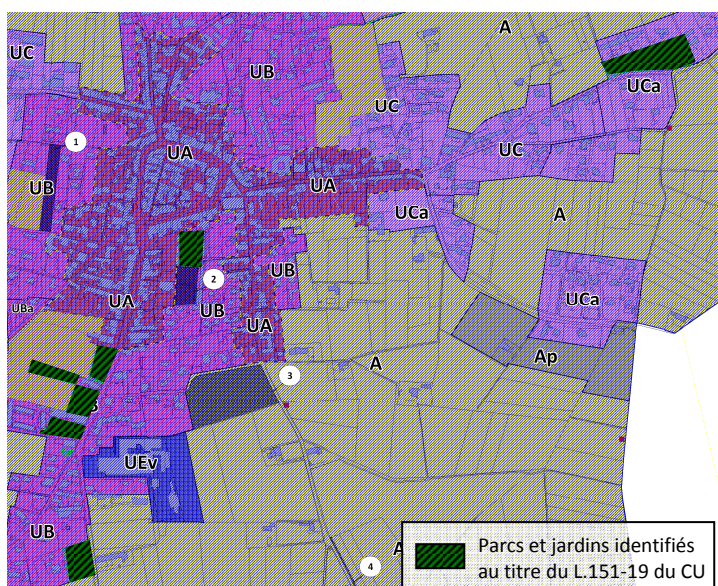 A
UC
UB
UCa
UC
1
UC
UA
UA
UB
UCa
A
UB
2
UB
UCa
UBa
UA
UA
Ap
A
3
UEv
UB
4
Parcs et jardins identifiés
au titre du L.151-19 du CU